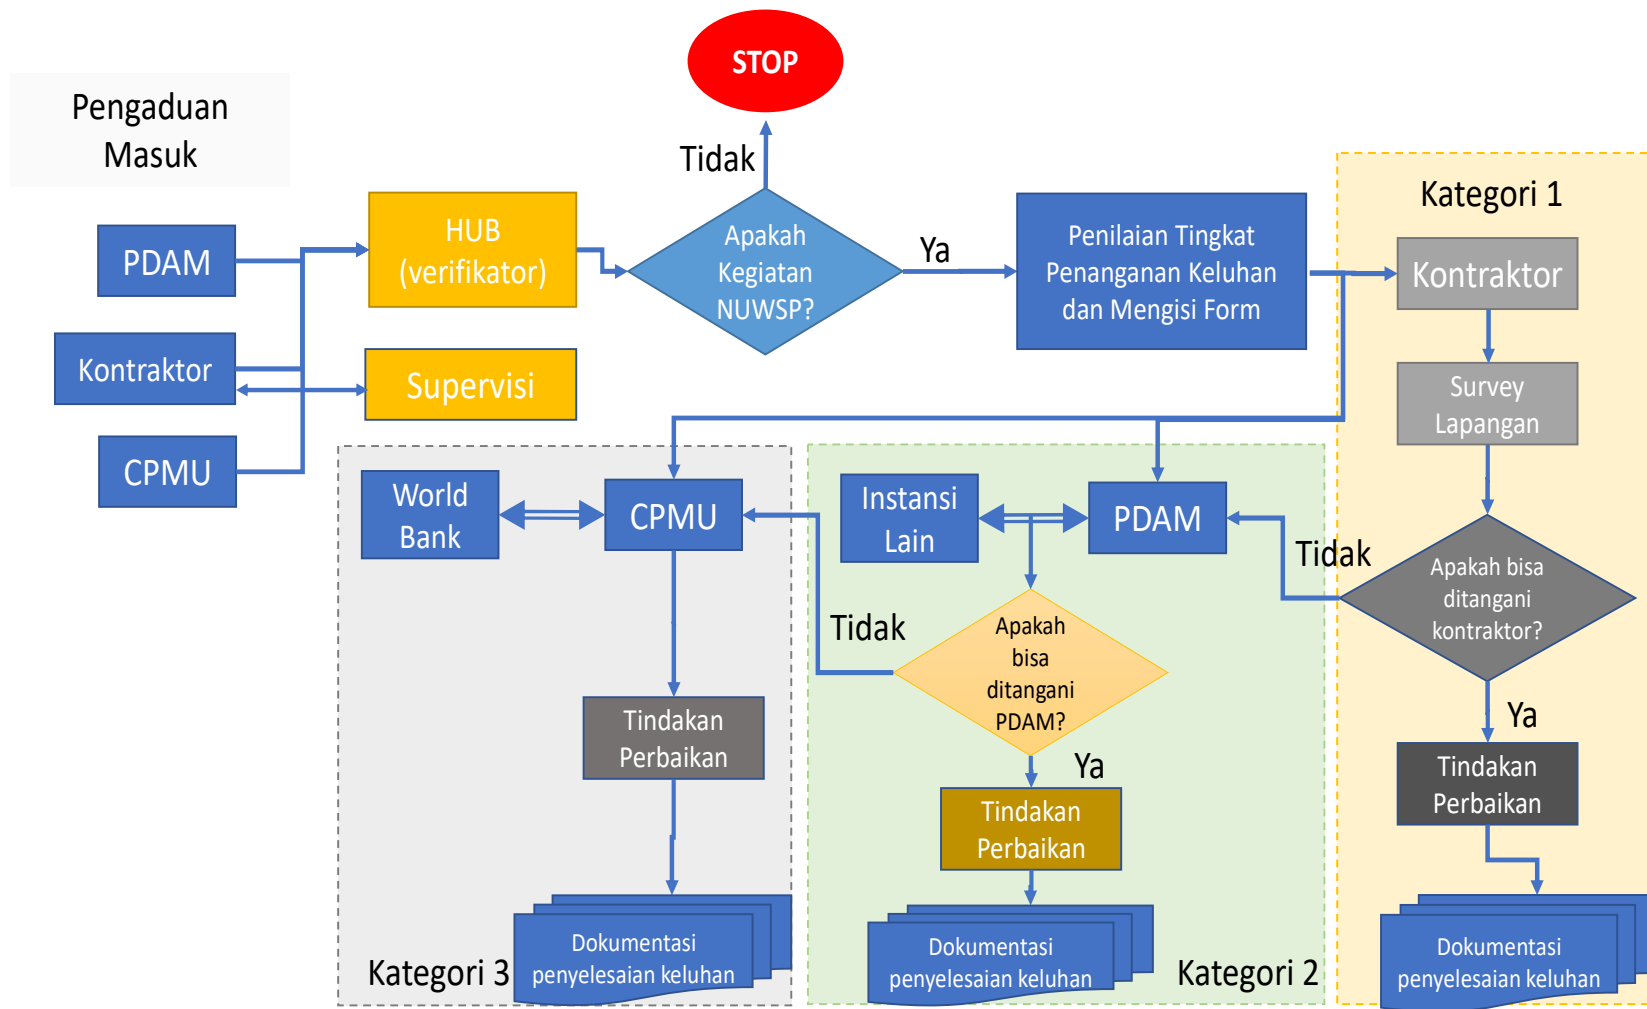 STOP
Pengaduan
Masuk
Tidak
PDAM
Kontraktor
CPMU
HUB
(verifikator)
Supervisi
Apakah
Kegiatan
NUWSP?
Ya
Penilaian Tingkat
Penanganan Keluhan
dan Mengisi Form
Kategori 1
Kontraktor
Survey
Lapangan
Apakah bisa
ditangani
kontraktor?
Tidak
Ya
Tindakan
Perbaikan
Dokumentasi
penyelesaian keluhan
Instansi
Lain
PDAM
Apakah
bisa
ditangani
PDAM?
Tidak
Ya
Tindakan
Perbaikan
Dokumentasi
penyelesaian keluhan
Kategori 2
World
Bank
CPMU
Tindakan
Perbaikan
Dokumentasi
penyelesaian keluhan
Kategori 3